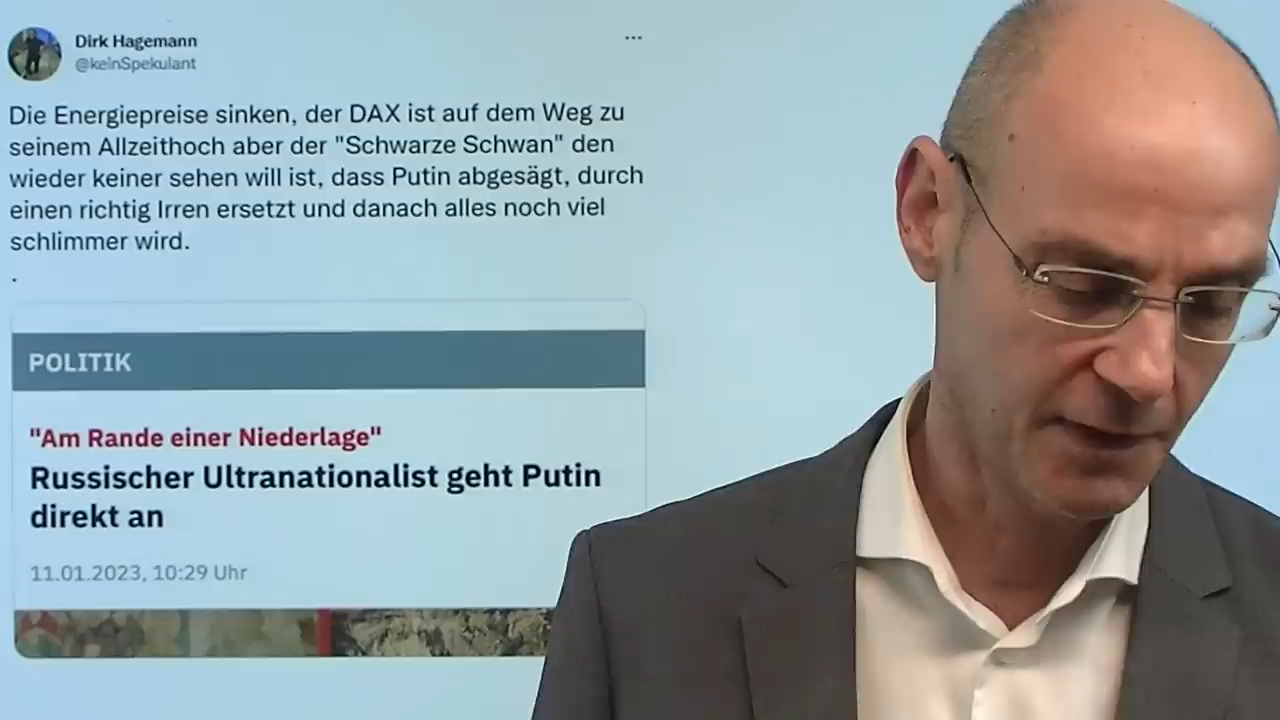 Dirk Hagemann
...
@keinSpekulant
Die Energiepreise sinken, der DAX ist auf dem Weg zu
seinem Allzeithoch aber der "Schwarze Schwan" den
wieder keiner sehen will ist, dass Putin abgesägt, durch
einen richtig Irren ersetzt und danach alles noch viel
schlimmer wird.
.
POLITIK
"Am Rande einer Niederlage"
Russischer Ultranationalist geht Putin
direkt an
11.01.2023, 10:29 Uhr